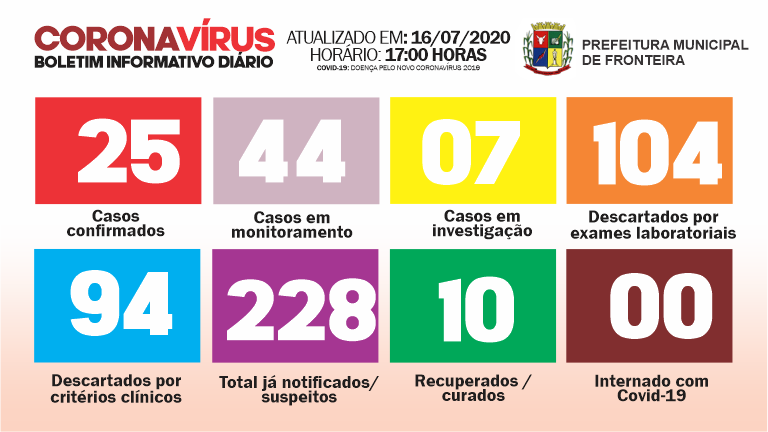 CORONAVÍRUS
BOLETIM INFORMATIVO DIÁRIO
ATUALIZADO EM: 16/07/2020
HORÁRIO: 17:00 HORAS
COVID-19: DOENÇA PELO NOVO CORONAVÍRUS 2019
PREFEITURA MUNICIPAL
DE FRONTEIRA
25
Casos
confirmados
44
Casos em
monitoramento
07
Casos em
investigação
104
Descartados por
exames laboratoriais
94
Descartados por
critérios clínicos
228
Total já notificados/
suspeitos
10
Recuperados /
curados
00
Internado com
Covid-19